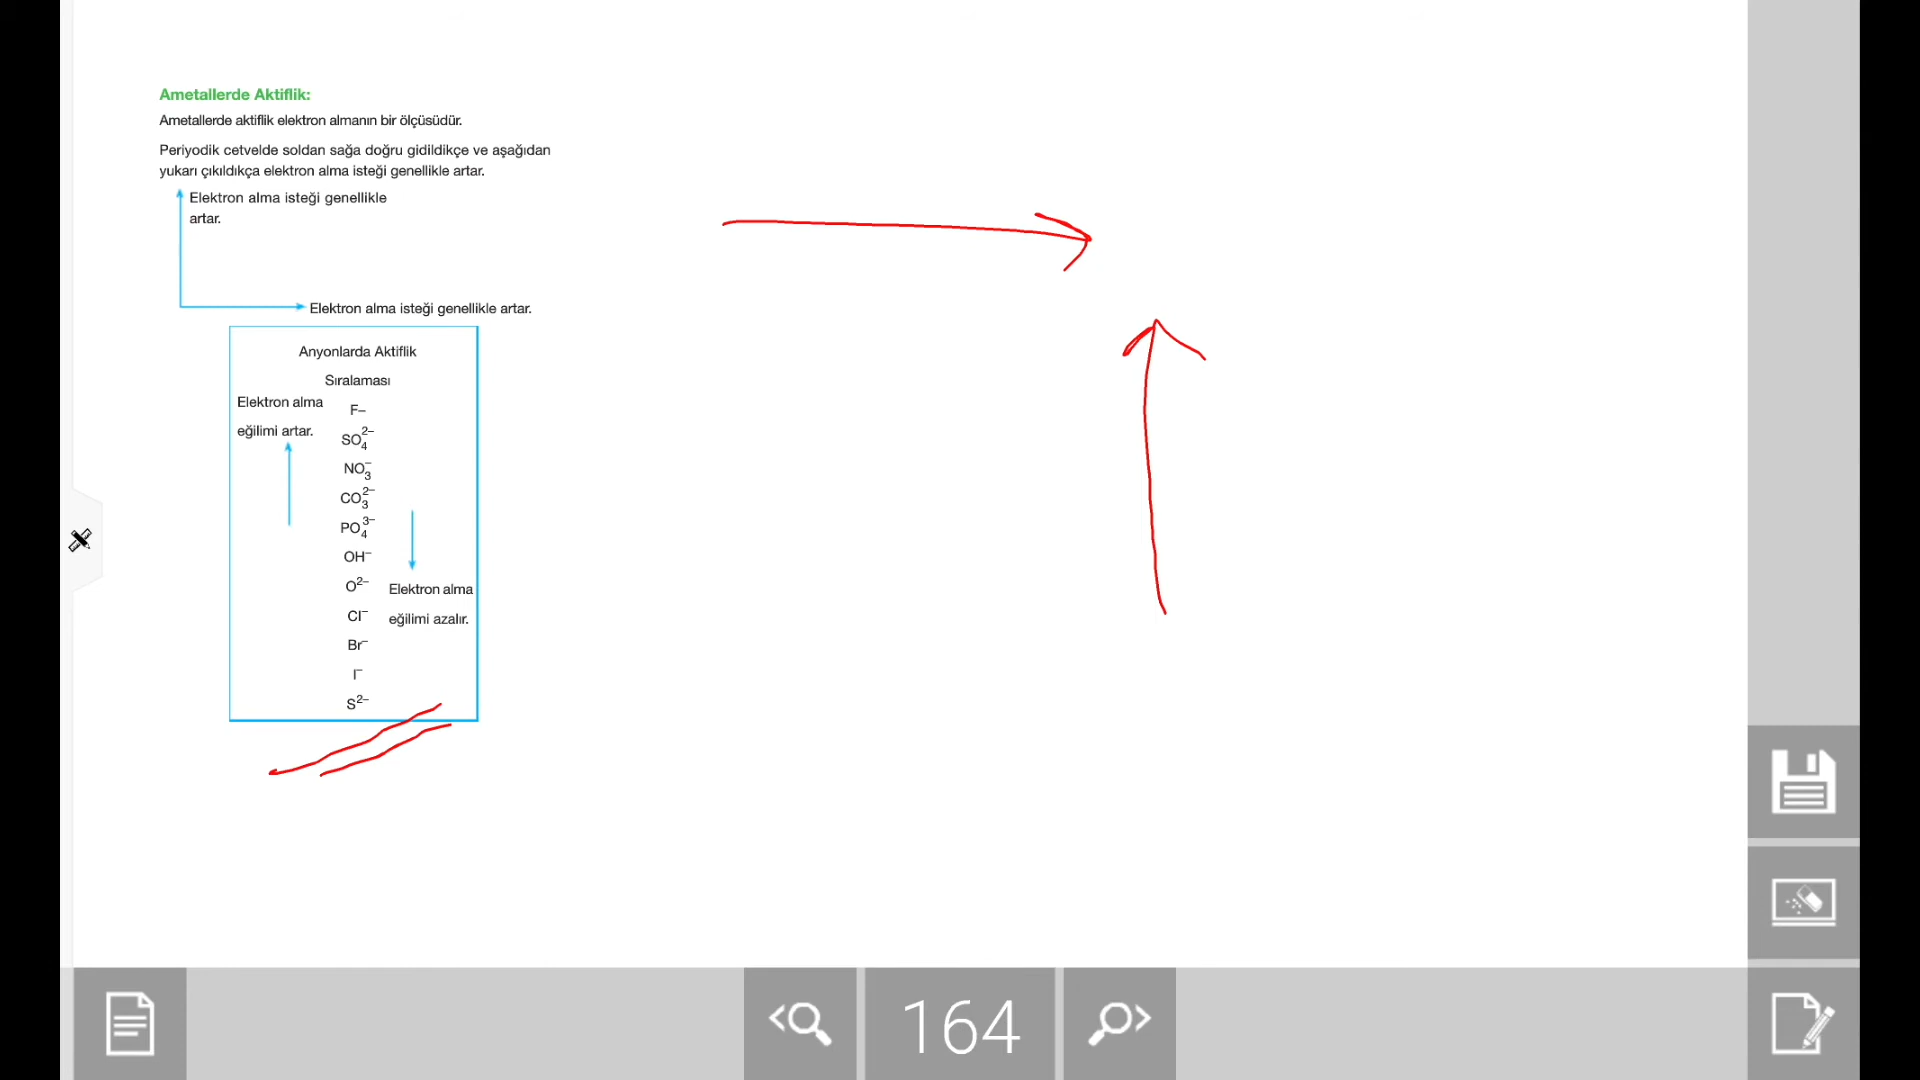 Ametallerde Aktiflik:
Ametallerde aktiflik elektron almanın bir ölçüsüdür.
Periyodik cetvelde soldan sağa doğru gidildikçe ve aşağıdan
yukarı çıkıldıkça elektron alma isteği genellikle artar.
Elektron alma isteği genellikle
artar.
Elektron alma isteği genellikle artar.
Anyonlarda Aktiflik
Sıralaması
Elektron alma
eğilimi artar.
F–
SO₄²⁻
NO₃⁻
CO₃²⁻
PO₄³⁻
OH⁻
O²⁻
Cl⁻
Br⁻
I⁻
S²⁻
Elektron alma
eğilimi azalır.
164